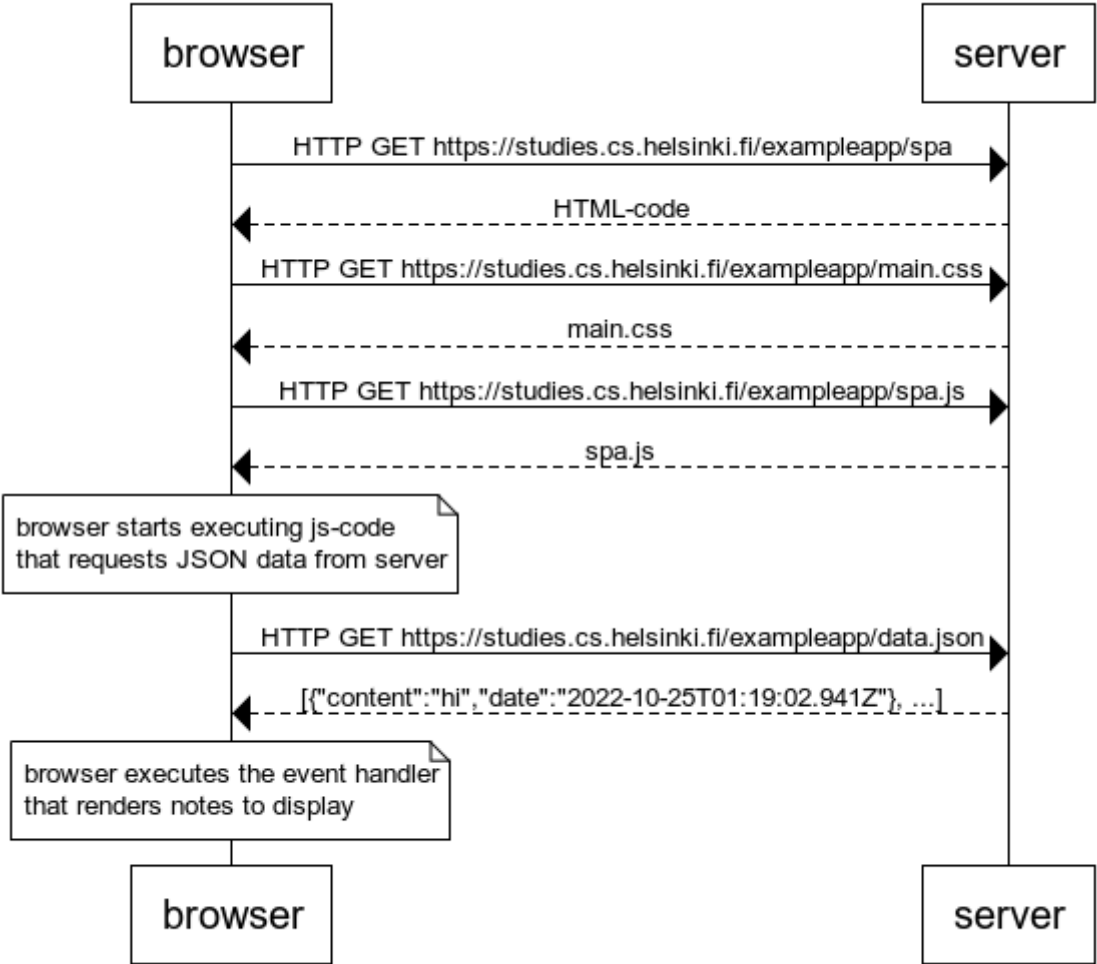 browser
server
HTTP GET https://studies.cs.helsinki.fi/exampleapp/spa
HTML-code
HTTP GET https://studies.cs.helsinki.fi/exampleapp/main.css
main.css
HTTP GET https://studies.cs.helsinki.fi/exampleapp/spa.js
spa.js
browser starts executing js-code
that requests JSON data from server
HTTP GET https://studies.cs.helsinki.fi/exampleapp/data.json
[{"content":"hi","date":"2022-10-25T01:19:02.941Z"}, ...]
browser executes the event handler
that renders notes to display
browser
server